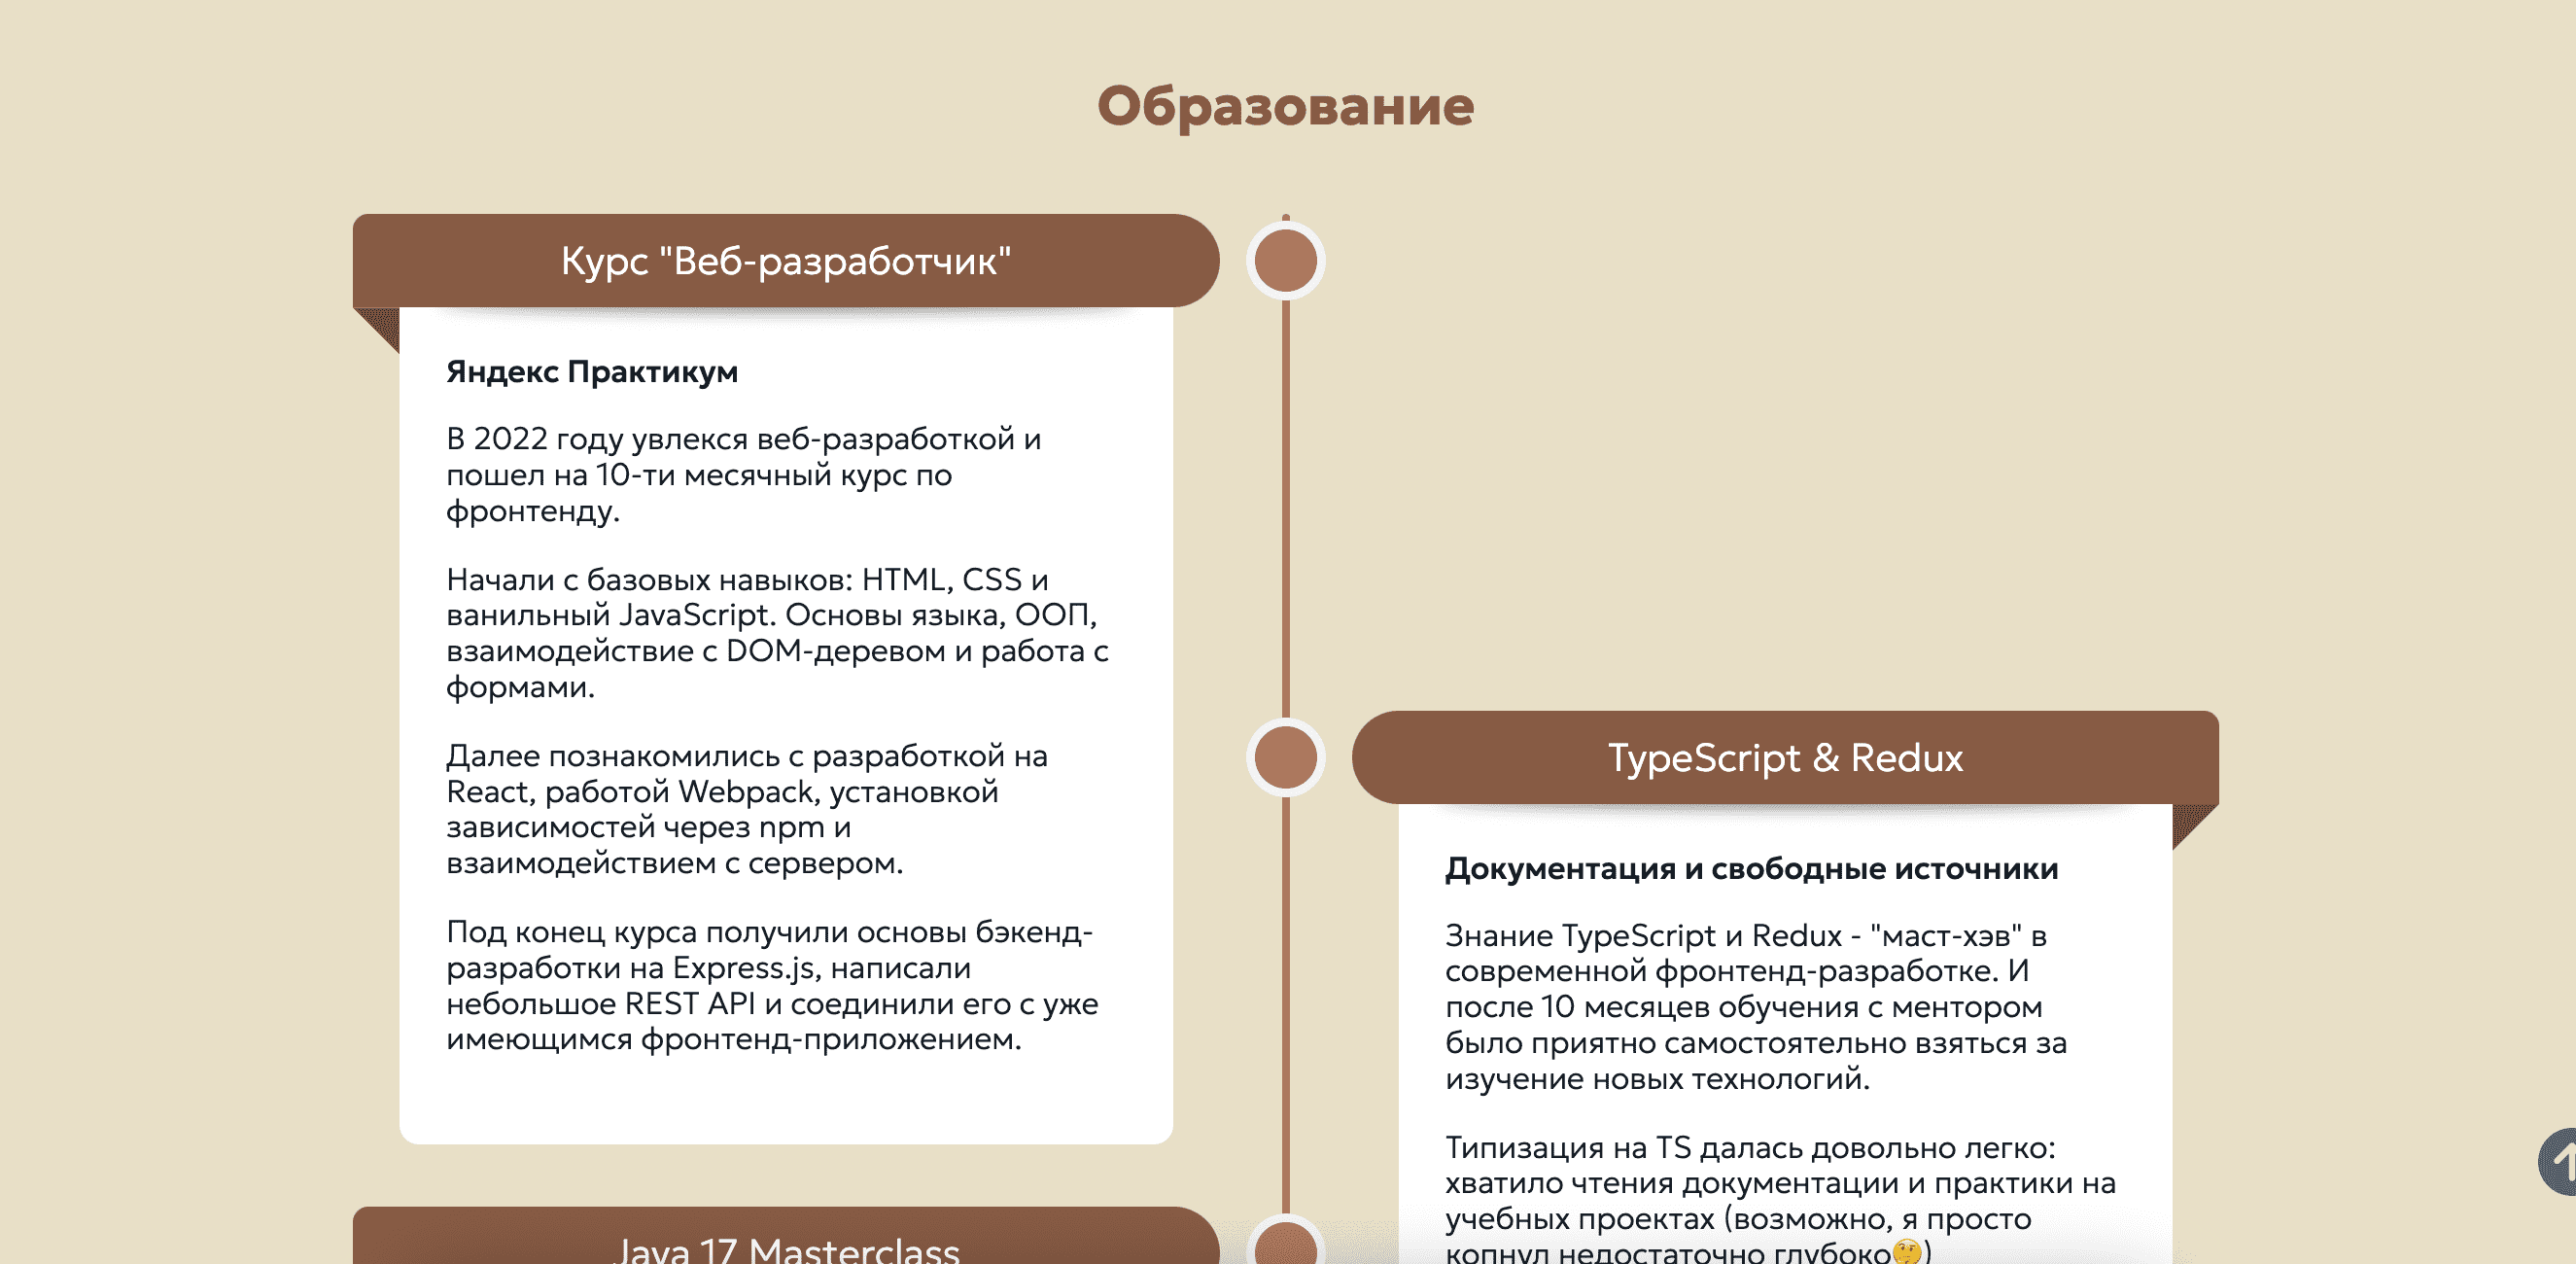 Образование
Курс "Веб-разработчик"
Яндекс Практикум
В 2022 году увлекся веб-разработкой и
пошел на 10-ти месячный курс по
фронтенду.
Начали с базовых навыков: HTML, CSS и
ванильный JavaScript. Основы языка, ООП,
взаимодействие с DOM-деревом и работа с
формами.
Далее познакомились с разработкой на
React, работой Webpack, установкой
зависимостей через npm и
взаимодействием с сервером.
Под конец курса получили основы бэкенд-
разработки на Express.js, написали
небольшое REST API и соединили его с уже
имеющимся фронтенд-приложением.
TypeScript & Redux
Документация и свободные источники
Знание TypeScript и Redux - "маст-хэв" в
современной фронтенд-разработке. И
после 10 месяцев обучения с ментором
было приятно самостоятельно взяться за
изучение новых технологий.
Типизация на TS далась довольно легко:
хватило чтения документации и практики на
учебных проектах (возможно, я просто
копнул недостаточно глубоко🤔)
Java 17 Masterclass